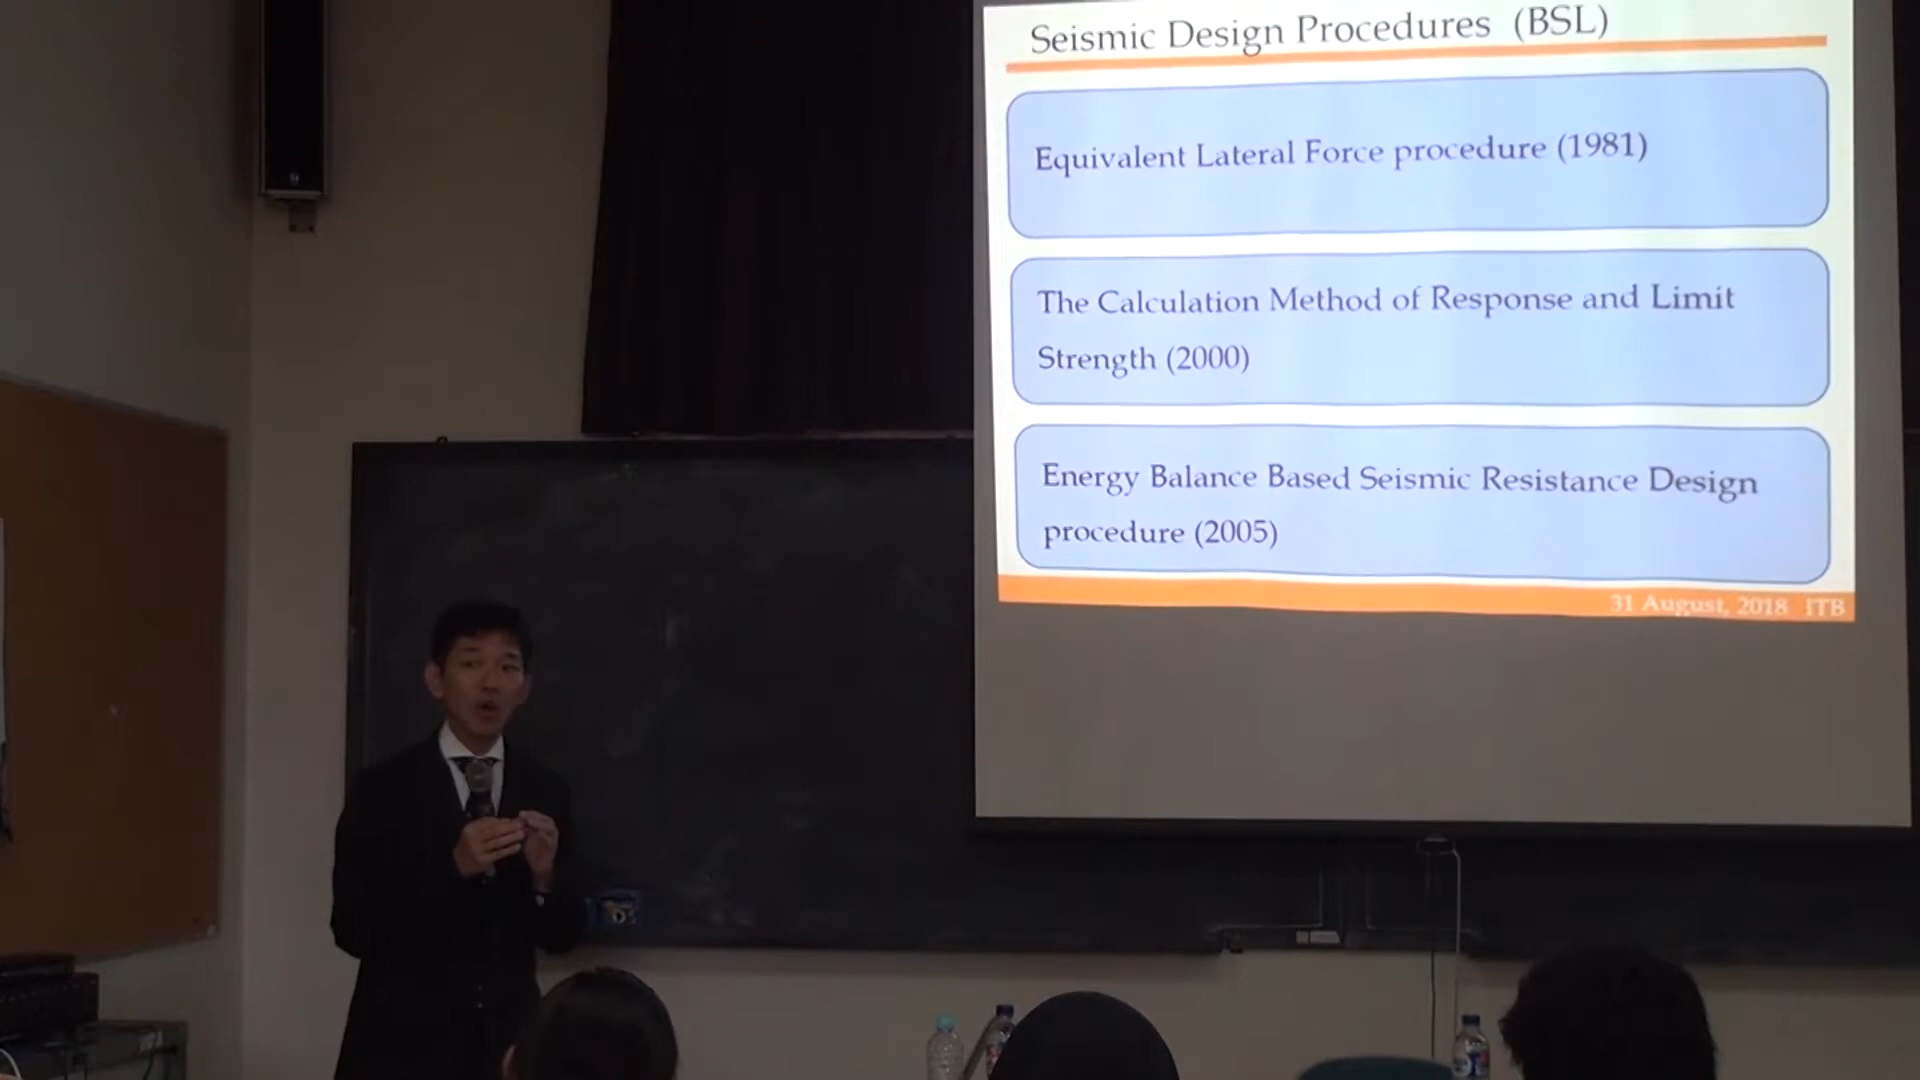 Seismic Design Procedures (BSL)
Equivalent Lateral Force procedure (1981)
The Calculation Method of Response and Limit
Strength (2000)
Energy Balance Based Seismic Resistance Design
procedure (2005)
31 August, 2018 ITB